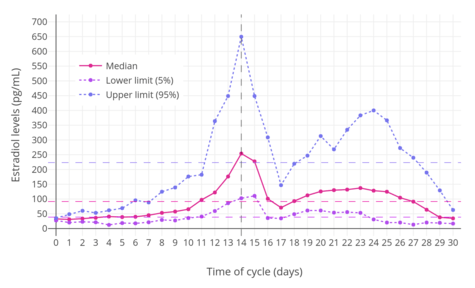 700
650
600
550
500
450
400
350
300
250
200
150
100
50
0
Estradiol levels (pg/mL)
Median
Lower limit (5%)
Upper limit (95%)
0 1 2 3 4 5 6 7 8 9 10 11 12 13 14 15 16 17 18 19 20 21 22 23 24 25 26 27 28 29 30
Time of cycle (days)